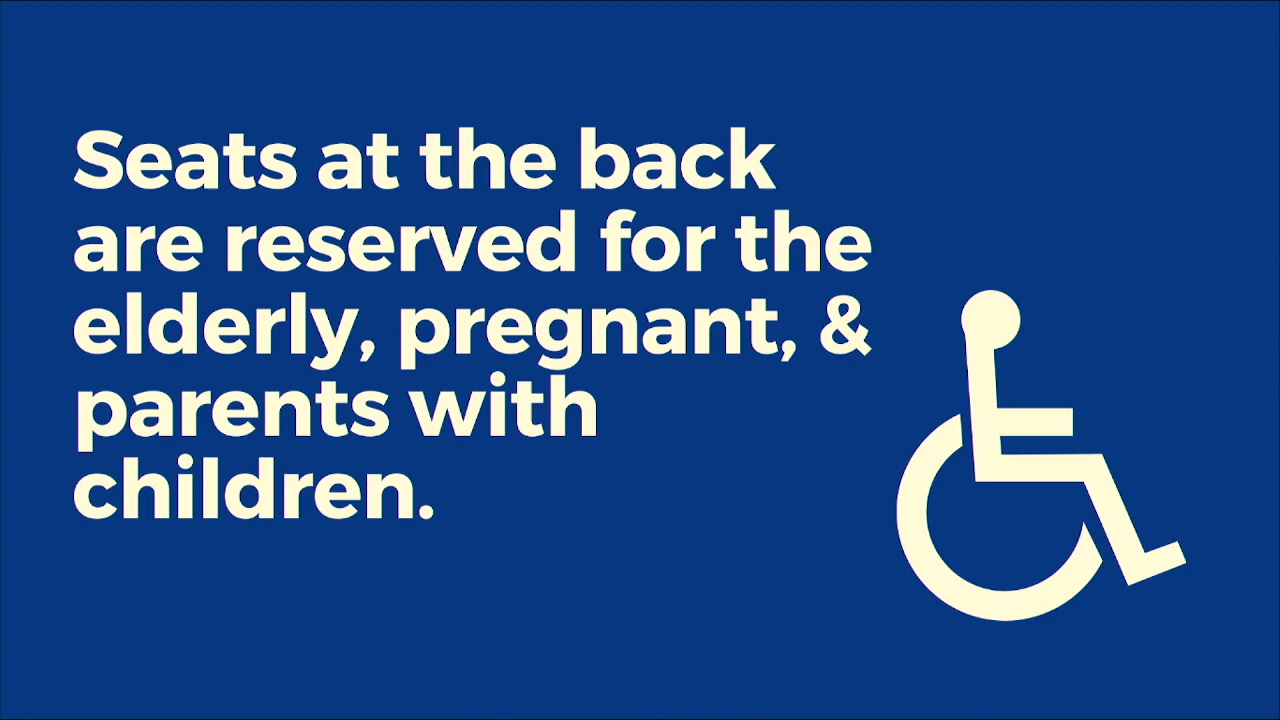 Seats at the back
are reserved for the
elderly, pregnant, &
parents with
children.